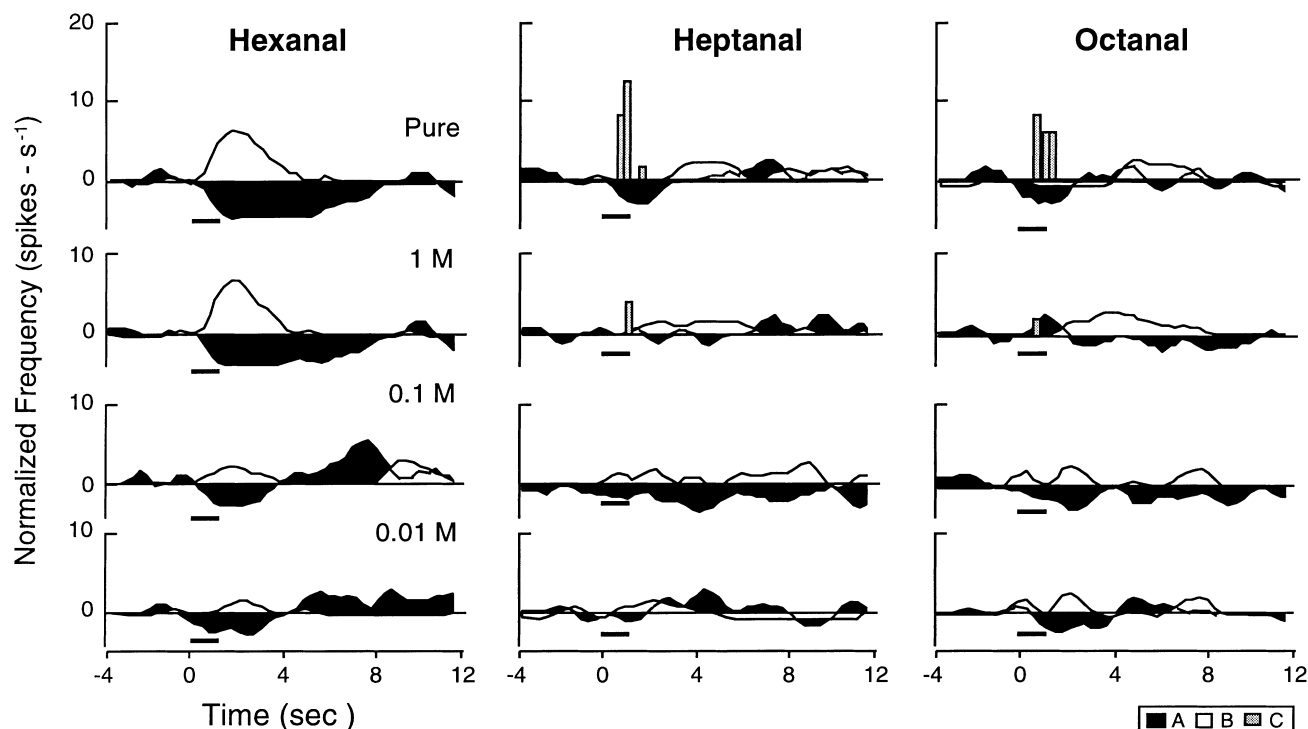 20 Hexanal Heptanal Octanal
10
Pure
0
10 1 M
0
0.1 M
10
0
0.01 M
10
0
-4 0 4 8 12 -4 0 4 8 12 -4 0 4 8 12
Time (sec )
Normalized Frequency (spikes - s⁻¹)
A B C